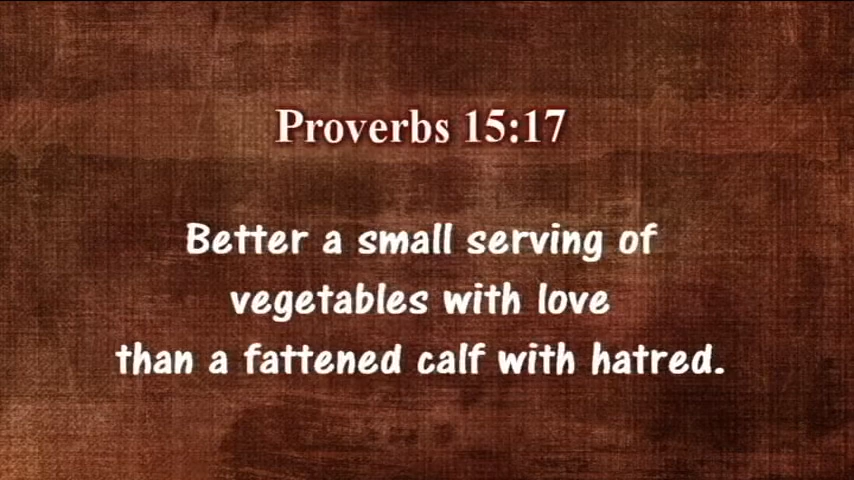 Proverbs 15:17
Better a small serving of
vegetables with love
than a fattened calf with hatred.